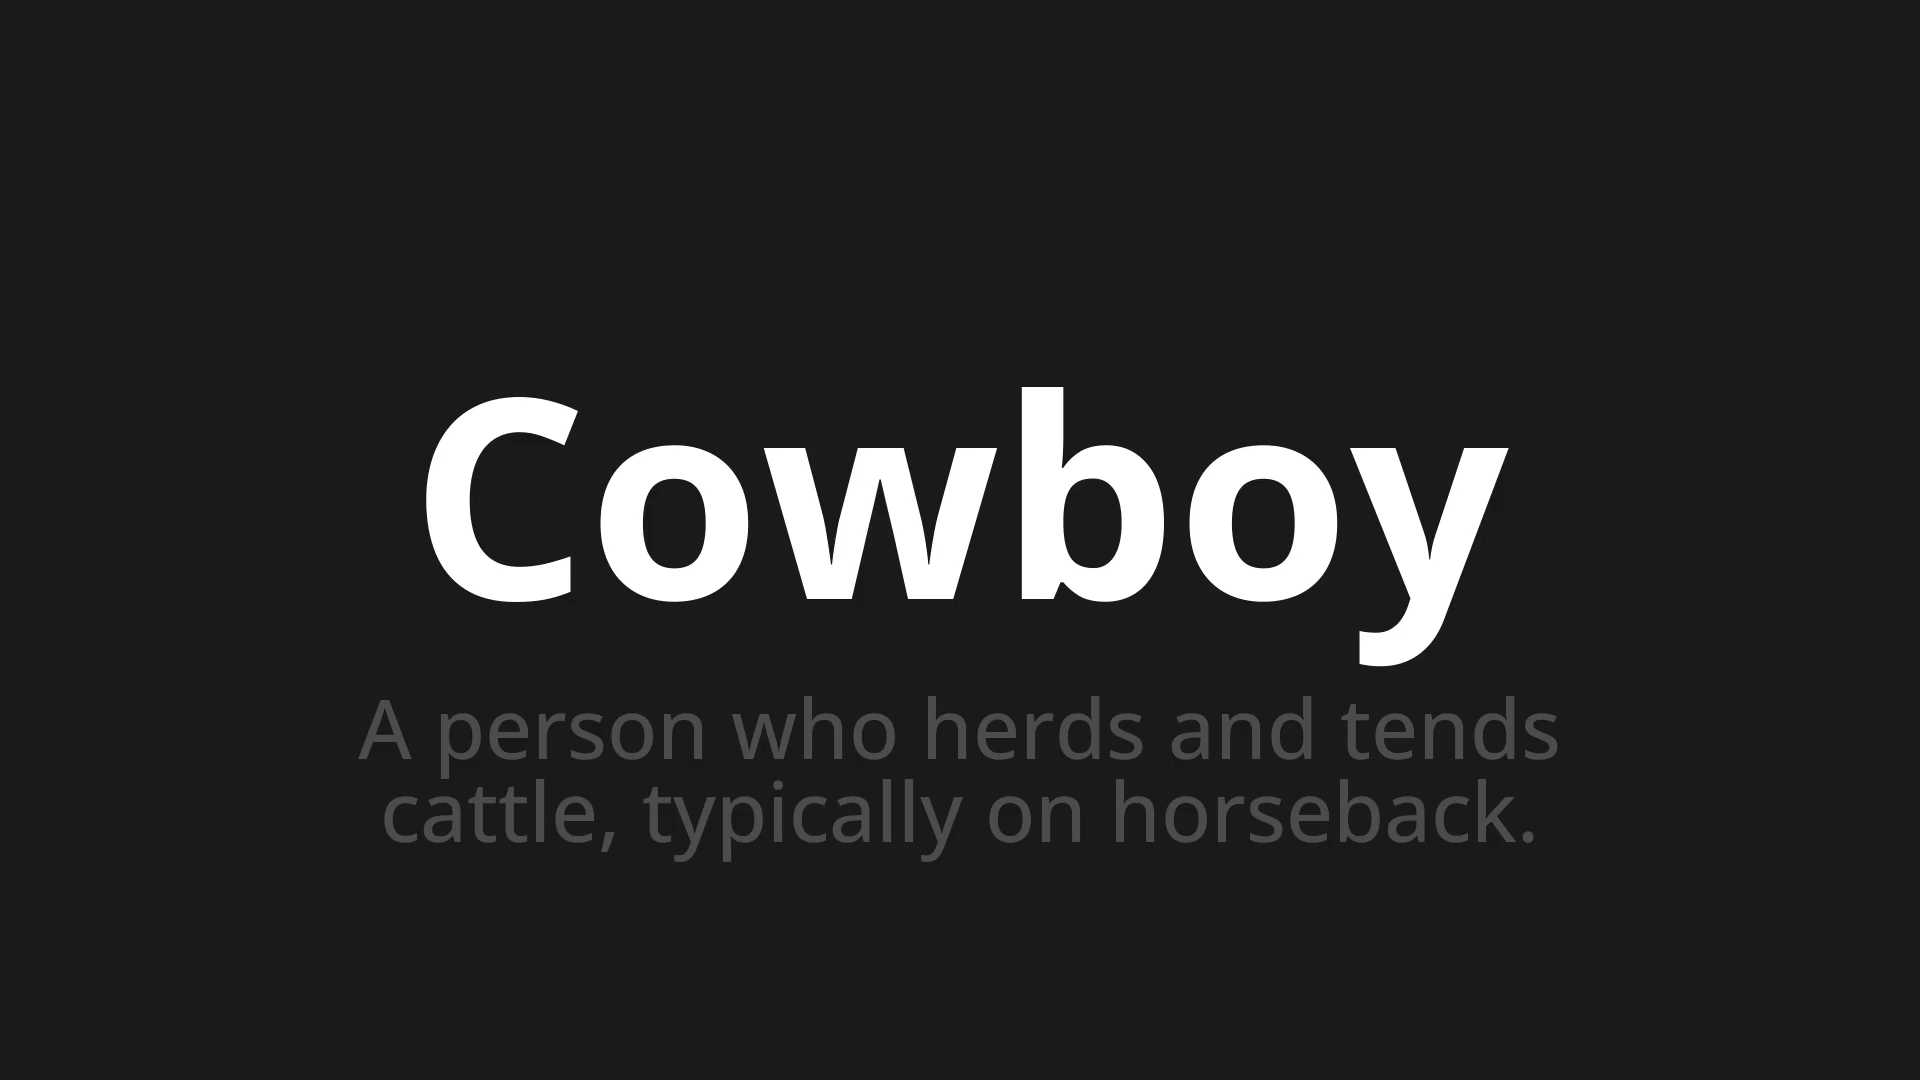 Cowboy
A person who herds and tends
cattle, typically on horseback.